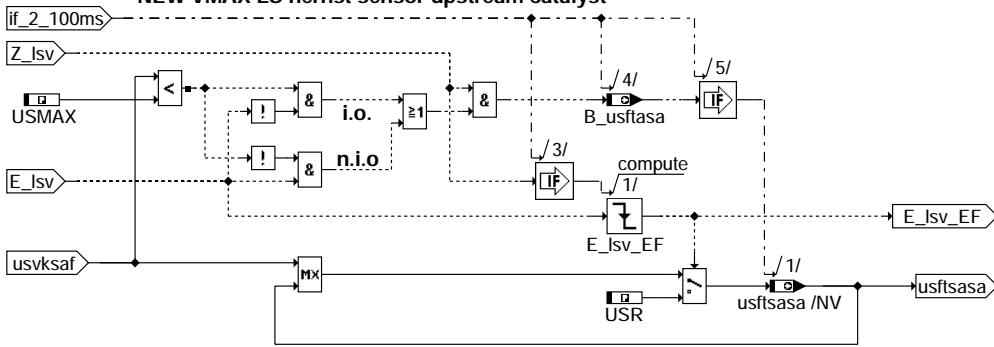 NEW VMAX LS nernst sensor upstream catalyst
if_2_100ms
Z_lsv
/5/
/4/
<
&
≥1
&
IF
USMAX
!
i.o.
B_usftasa
/3/
!
&
n.i.o
compute
E_lsv
IF
/1/
E_lsv_EF
E_lsv_EF
usvksaf
MX
/1/
usftsasa
USR
usftsasa /NV